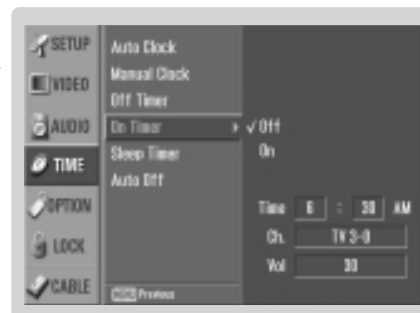 SETUP
VIDEO
AUDIO
TIME
OPTION
LOCK
CABLE
Auto Clock
Manual Clock
Off Timer
On Timer
Sleep Timer
Auto Off
Previous
√ Off
On
Time 6 : 30 AM
Ch. TV 3-0
Vol 30